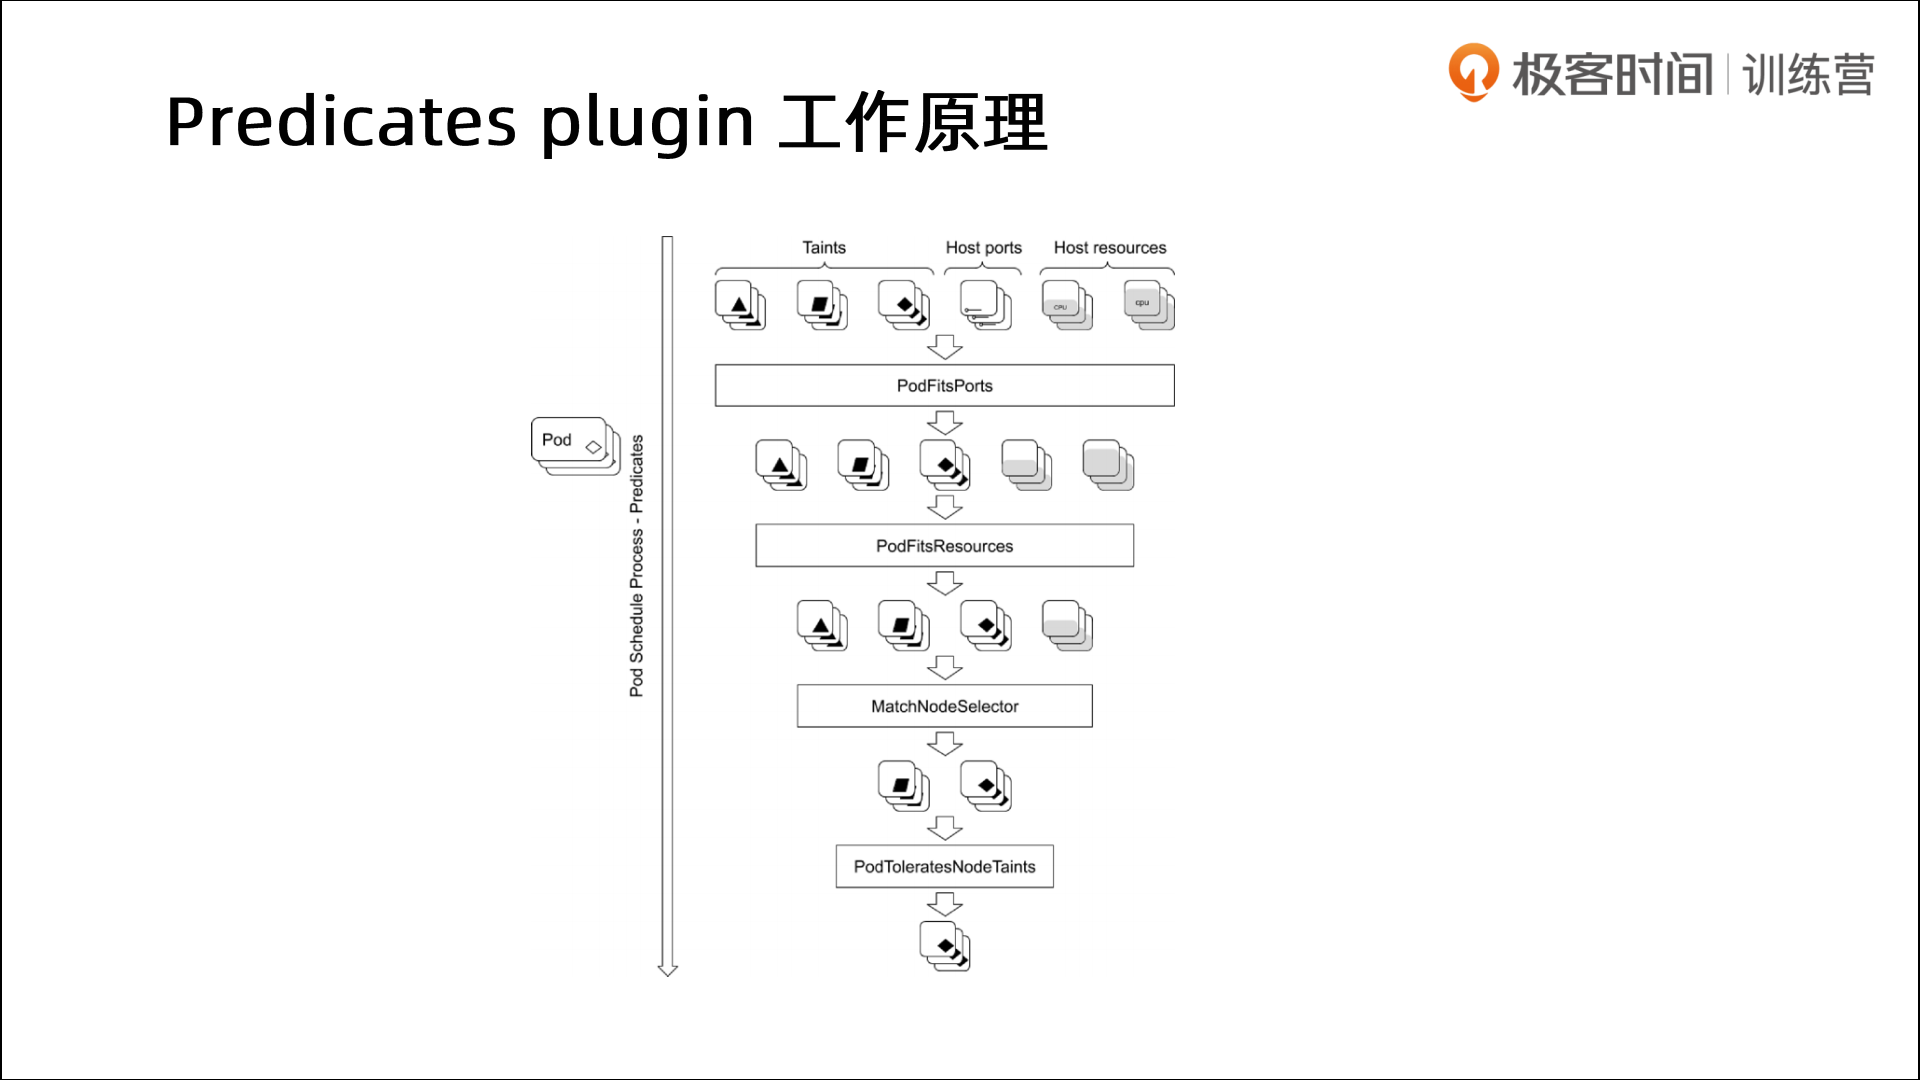 极客时间 | 训练营
Predicates plugin 工作原理
Taints
Host ports
Host resources
CPU
cpu
PodFitsPorts
Pod
Pod Schedule Process - Predicates
PodFitsResources
MatchNodeSelector
PodToleratesNodeTaints